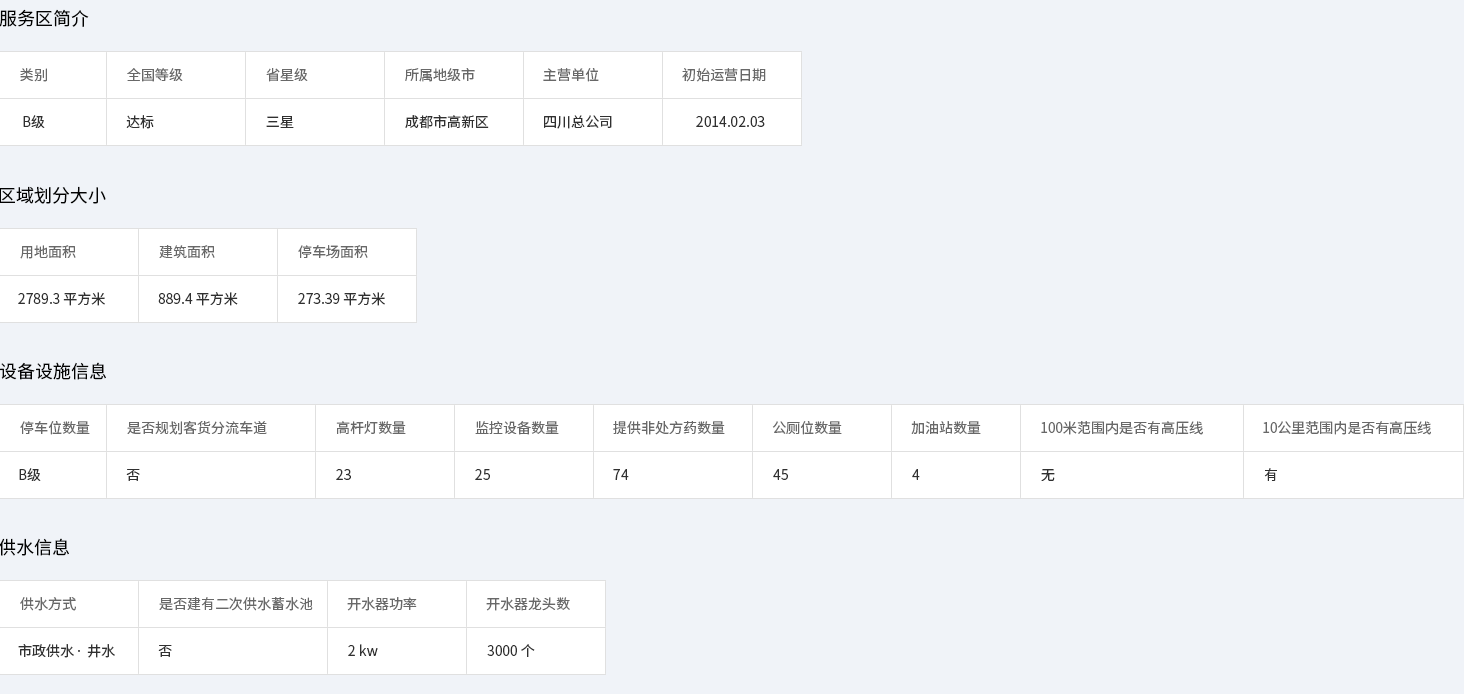 服务区简介
类别 全国等级 省星级 所属地级市 主营单位 初始运营日期
B级 达标 三星 成都市高新区 四川总公司 2014.02.03
区域划分大小
用地面积 建筑面积 停车场面积
2789.3 平方米 889.4 平方米 273.39 平方米
设备设施信息
停车位数量 是否规划客货分流车道 高杆灯数量 监控设备数量 提供非处方药数量 公厕位数量 加油站数量 100米范围内是否有高压线 10公里范围内是否有高压线
B级 否 23 25 74 45 4 无 有
供水信息
供水方式 是否建有二次供水蓄水池 开水器功率 开水器龙头数
市政供水 · 井水 否 2 kw 3000 个